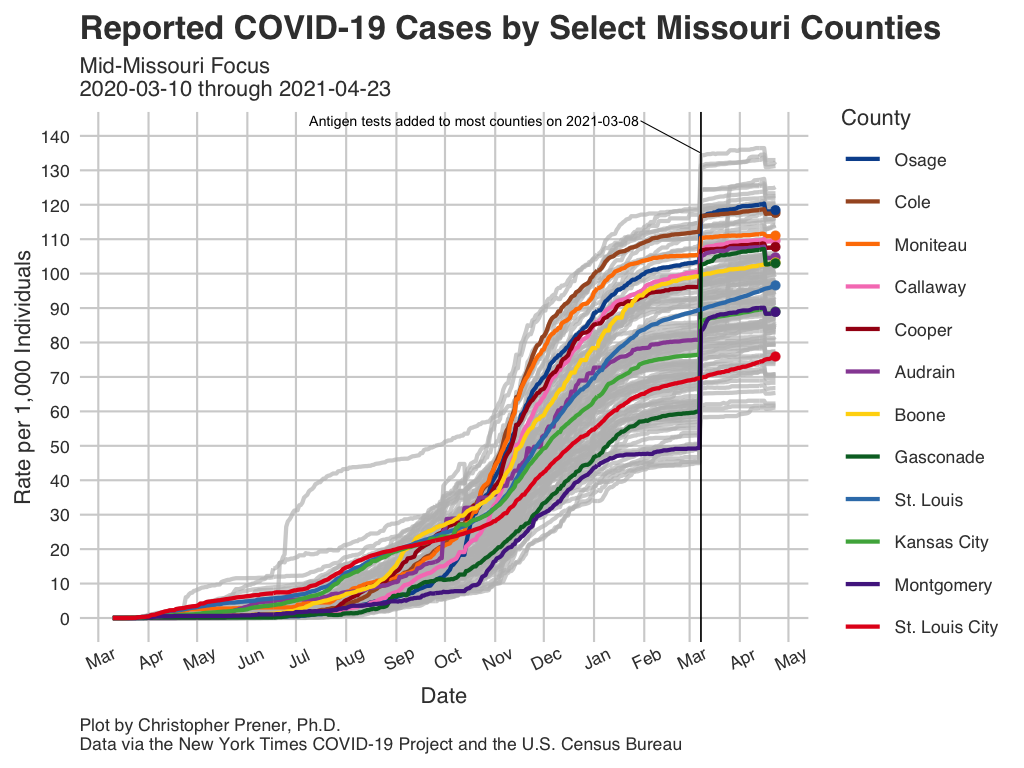 Reported COVID-19 Cases by Select Missouri Counties
Mid-Missouri Focus
2020-03-10 through 2021-04-23
Antigen tests added to most counties on 2021-03-08
Rate per 1,000 Individuals
140
130
120
110
100
90
80
70
60
50
40
30
20
10
0
Mar
Apr
May
Jun
Jul
Aug
Sep
Oct
Nov
Dec
Jan
Feb
Mar
Apr
May
Date
County
Osage
Cole
Moniteau
Callaway
Cooper
Audrain
Boone
Gasconade
St. Louis
Kansas City
Montgomery
St. Louis City
Plot by Christopher Prener, Ph.D.
Data via the New York Times COVID-19 Project and the U.S. Census Bureau